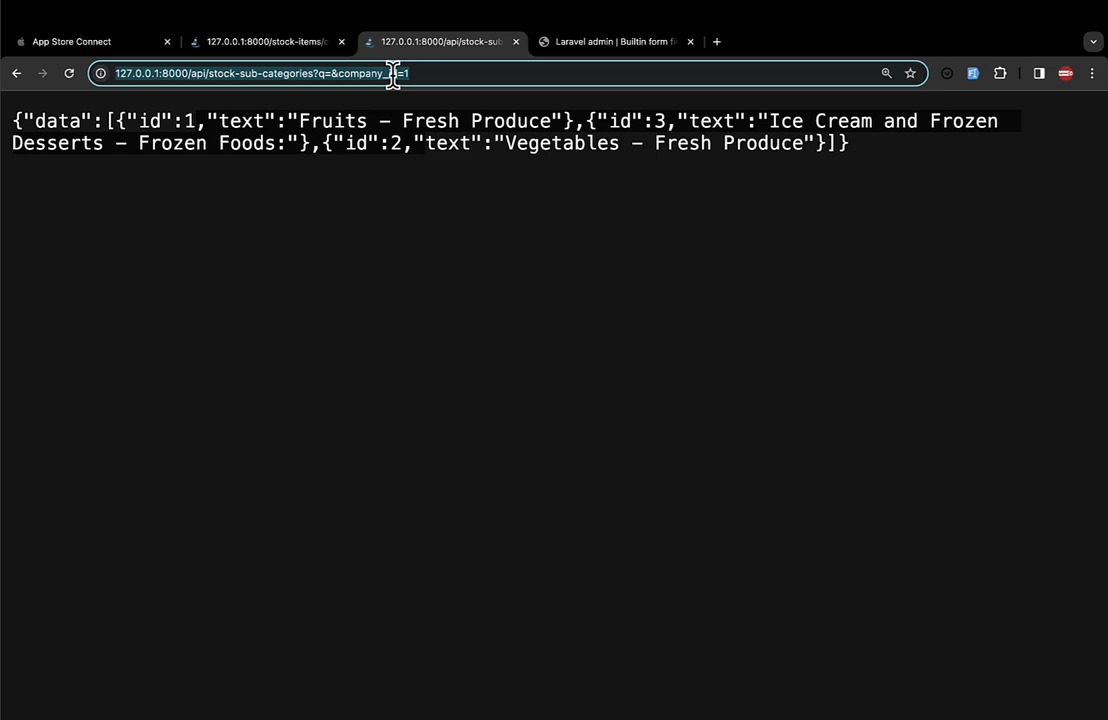 App Store Connect
127.0.0.1:8000/stock-items/c
127.0.0.1:8000/api/stock-sub
Laravel admin | Builtin form fi
127.0.0.1:8000/api/stock-sub-categories?q=&company_id=1
{"data":[{"id":1,"text":"Fruits - Fresh Produce"},{"id":3,"text":"Ice Cream and Frozen
Desserts - Frozen Foods:"},{"id":2,"text":"Vegetables - Fresh Produce"}]}